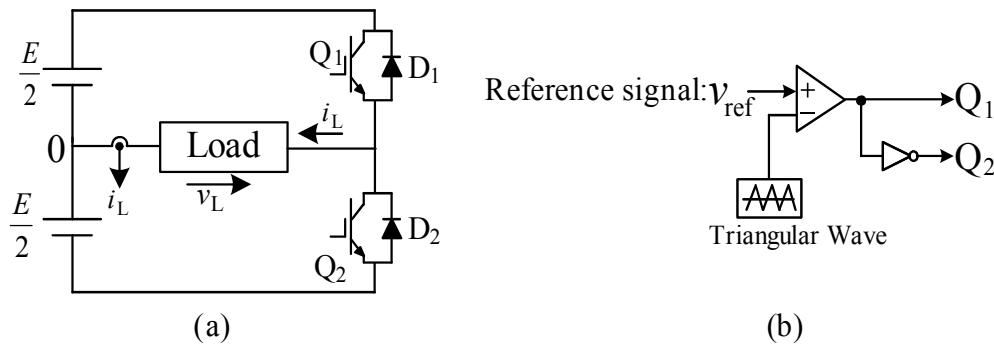 E
2
Q1
D1
iL
0
Load
iL
vL
E
2
Q2
D2
(a)
Reference signal:vref
+
−
Q1
Q2
Triangular Wave
(b)